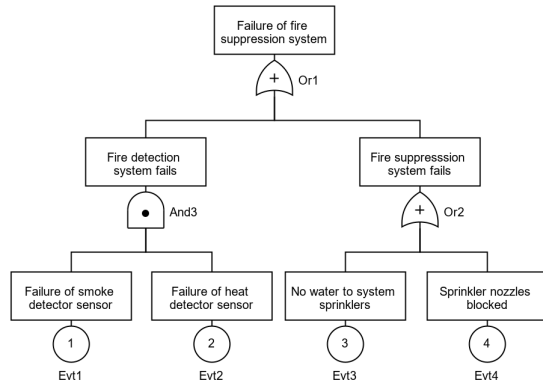 Failure of fire
suppression system
+
Or1
Fire detection
system fails
Fire suppresssion
system fails
And3
+
Or2
Failure of smoke
detector sensor
Failure of heat
detector sensor
No water to system
sprinklers
Sprinkler nozzles
blocked
1
2
3
4
Evt1
Evt2
Evt3
Evt4